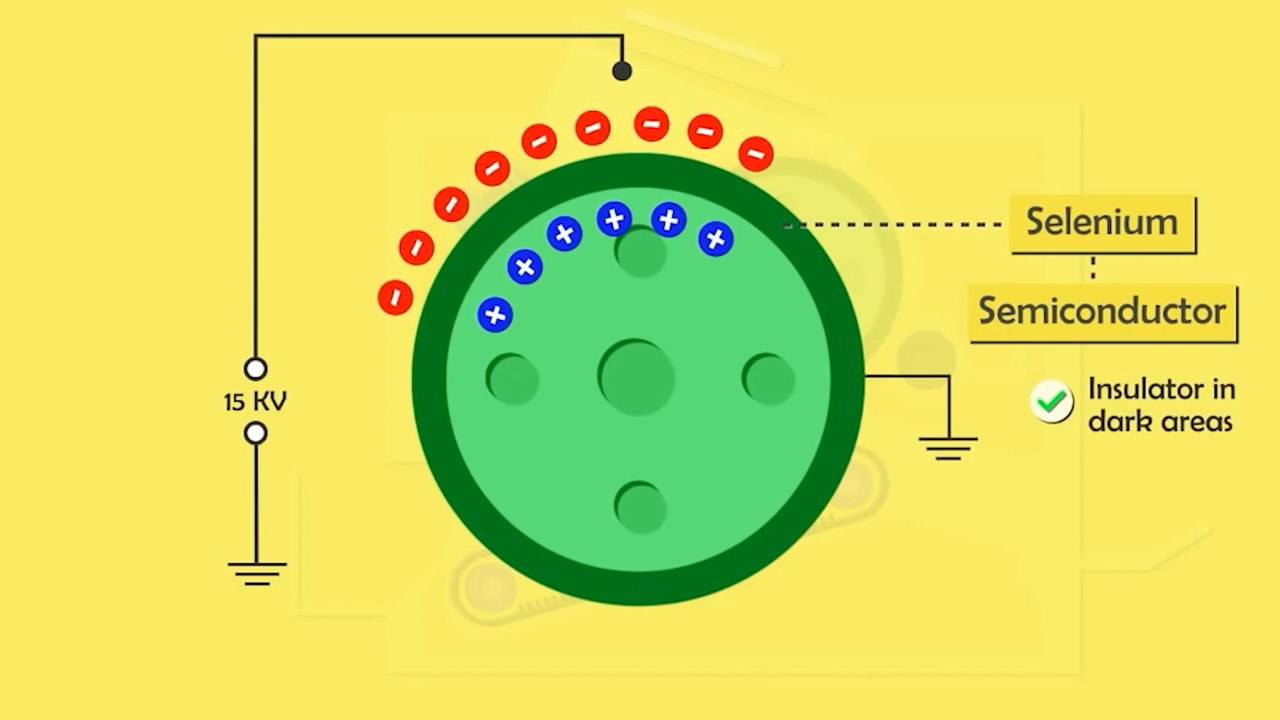 Selenium
Semiconductor
15 KV
Insulator in
dark areas